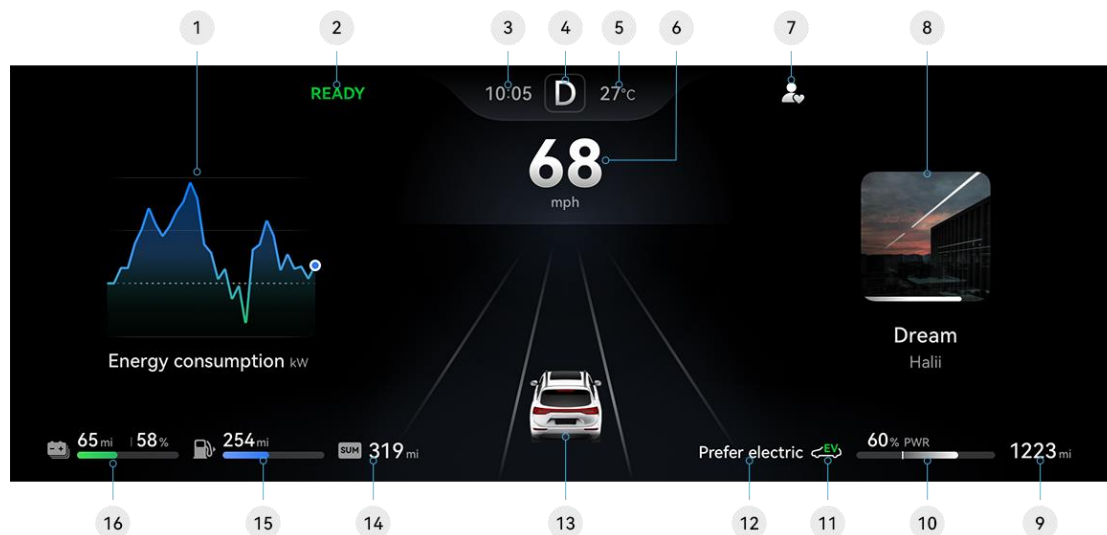 1 2 3 4 5 6 7 8
READY 10:05 D 27°C
68
mph
Energy consumption kW
Dream
Halii
65 mi | 58% 254 mi SUM 319 mi Prefer electric EV 60% PWR 1223 mi
16 15 14 13 12 11 10 9